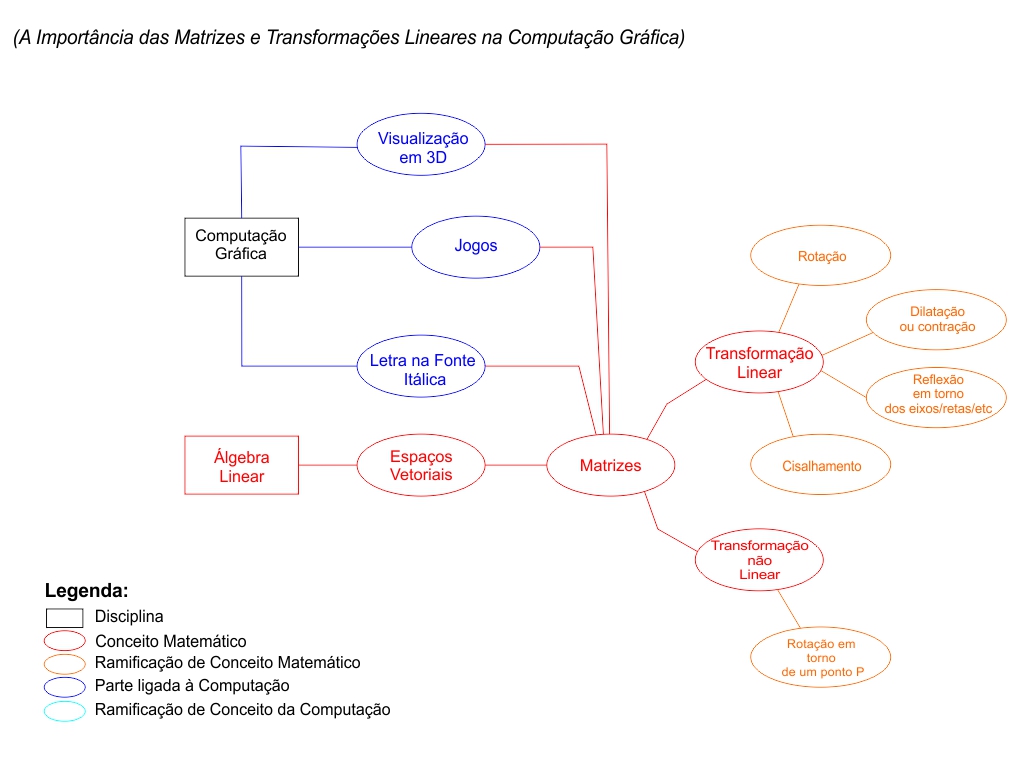 (A Importância das Matrizes e Transformações Lineares na Computação Gráfica)
Visualização
em 3D
Computação
Gráfica
Jogos
Letra na Fonte
Itálica
Álgebra
Linear
Espaços
Vetoriais
Matrizes
Transformação
Linear
Rotação
Dilatação
ou contração
Reflexão
em torno
dos eixos/retas/etc
Cisalhamento
Transformação
não
Linear
Rotação em
torno
de um ponto P
Legenda:
Disciplina
Conceito Matemático
Ramificação de Conceito Matemático
Parte ligada à Computação
Ramificação de Conceito da Computação